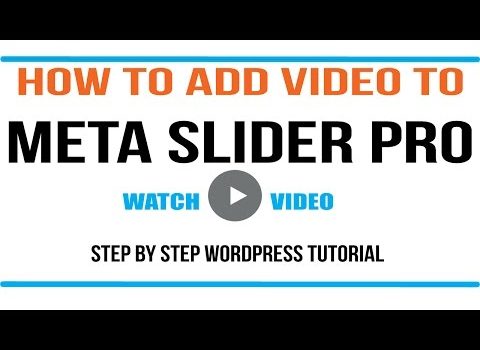 HOW TO ADD VIDEO TO
META SLIDER PRO
WATCH VIDEO
STEP BY STEP WORDPRESS TUTORIAL